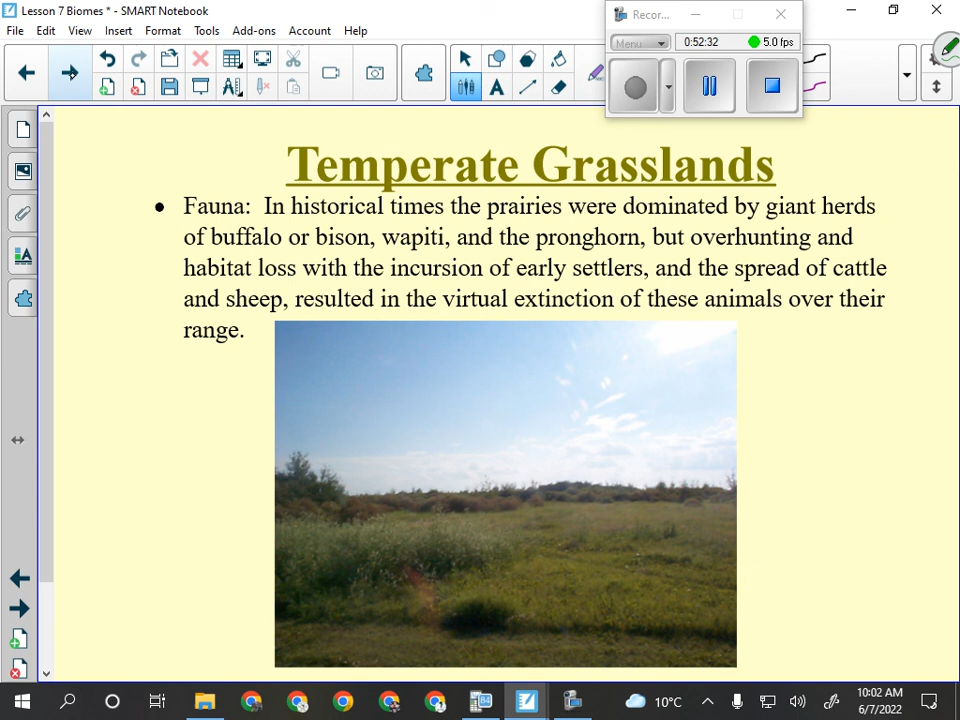 Lesson 7 Biomes * - SMART Notebook
Recor...
File Edit View Insert Format Tools Add-ons Account Help
Menu 0:52:32 5.0 fps
Temperate Grasslands
• Fauna: In historical times the prairies were dominated by giant herds
of buffalo or bison, wapiti, and the pronghorn, but overhunting and
habitat loss with the incursion of early settlers, and the spread of cattle
and sheep, resulted in the virtual extinction of these animals over their
range.
10°C
10:02 AM
6/7/2022